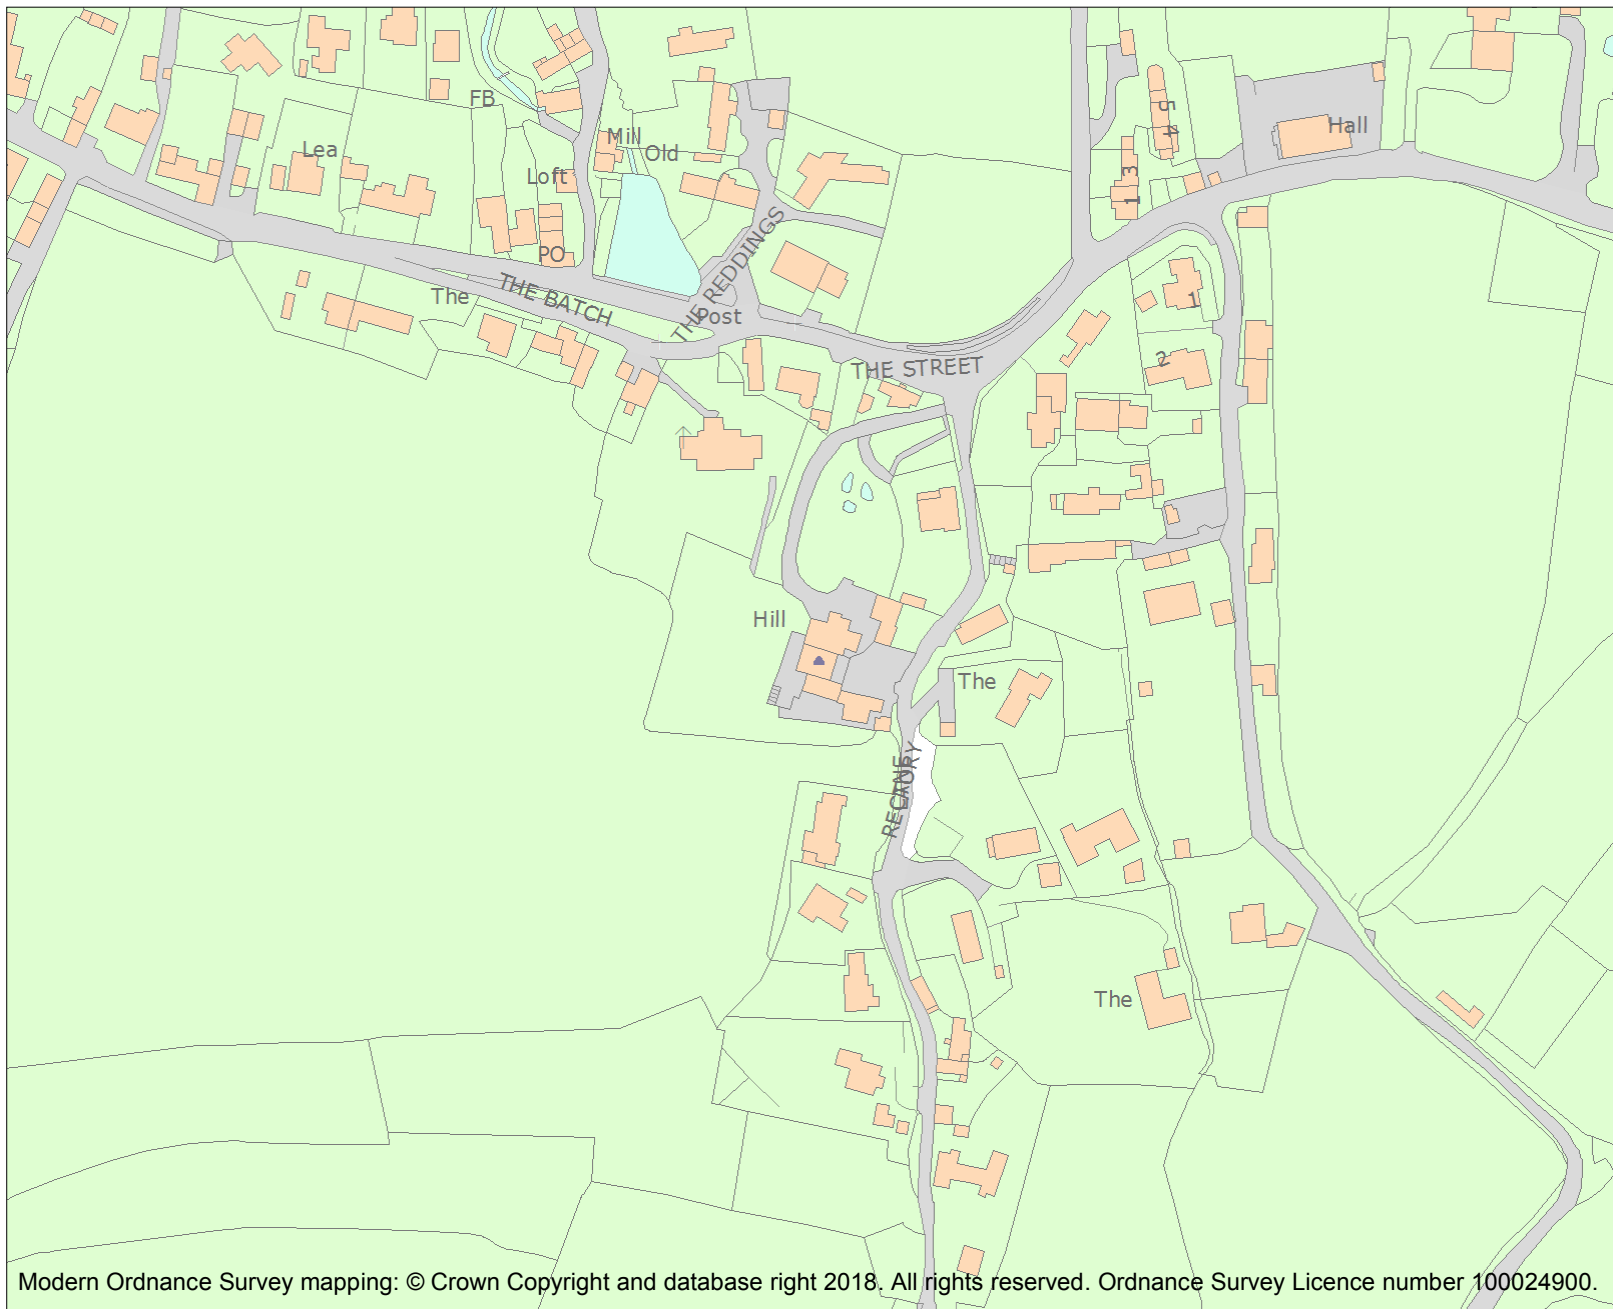 FB
Mill
Old
Lea
Loft
PO
5 4
3
1
Hall
THE REDDINGS
The
THE BATCH
Post
1
THE STREET
2
Hill
The
RECTORY
LANE
The
Modern Ordnance Survey mapping: © Crown Copyright and database right 2018. All rights reserved. Ordnance Survey Licence number 100024900.